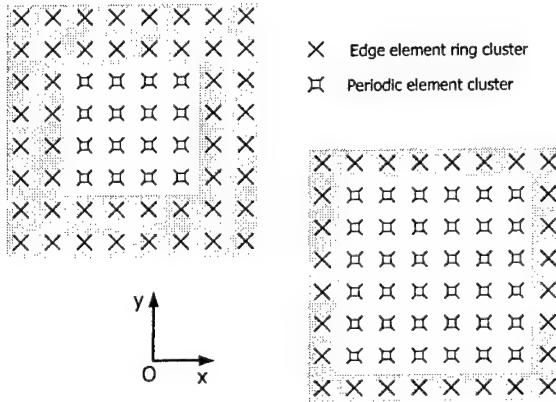 Edge element ring cluster
Periodic element cluster
y
O
x